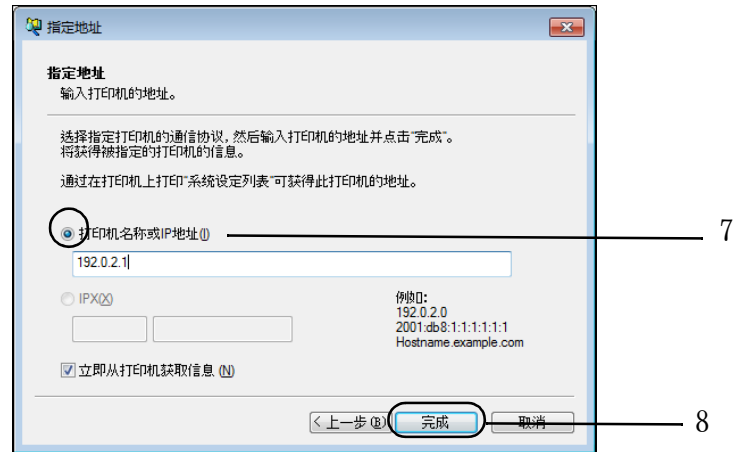 指定地址
指定地址
输入打印机的地址。
选择指定打印机的通信协议，然后输入打印机的地址并点击"完成"。
将获得被指定的打印机的信息。
通过在打印机上打印"系统设定列表"可获得此打印机的地址。
打印机名称或IP地址(I)
7
192.0.2.1
IPX(X)
例如:
192.0.2.0
2001:db8:1:1:1:1:1:1
Hostname.example.com
立即从打印机获取信息 (N)
<上一步(B) 完成 取消
8